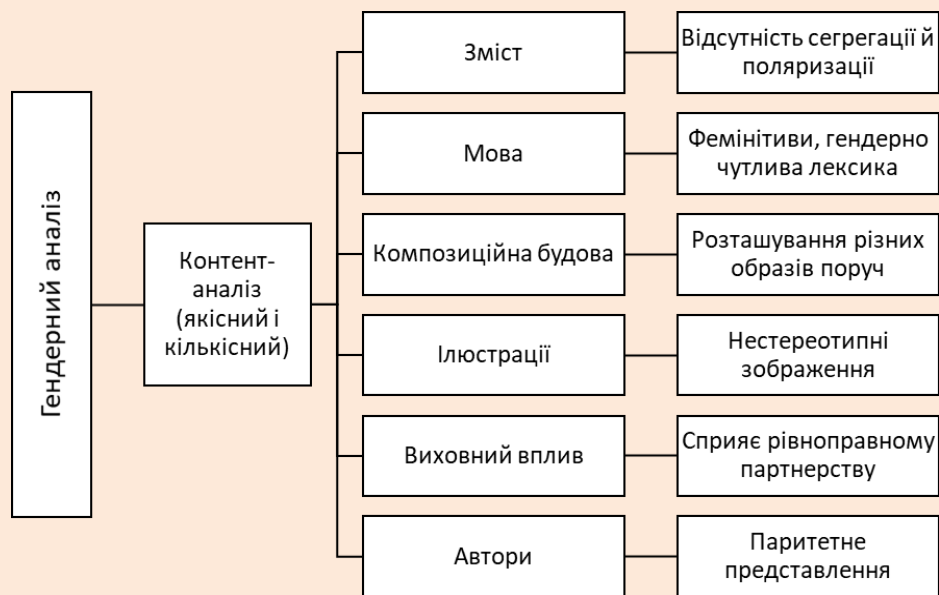 Гендерний аналіз
Контент-
аналіз
(якісний і
кількісний)
Зміст
Відсутність сегрегації й
поляризації
Мова
Фемінітиви, гендерно
чутлива лексика
Композиційна будова
Розташування різних
образів поруч
Ілюстрації
Нестереотипні
зображення
Виховний вплив
Сприяє рівноправному
партнерству
Автори
Паритетне
представлення